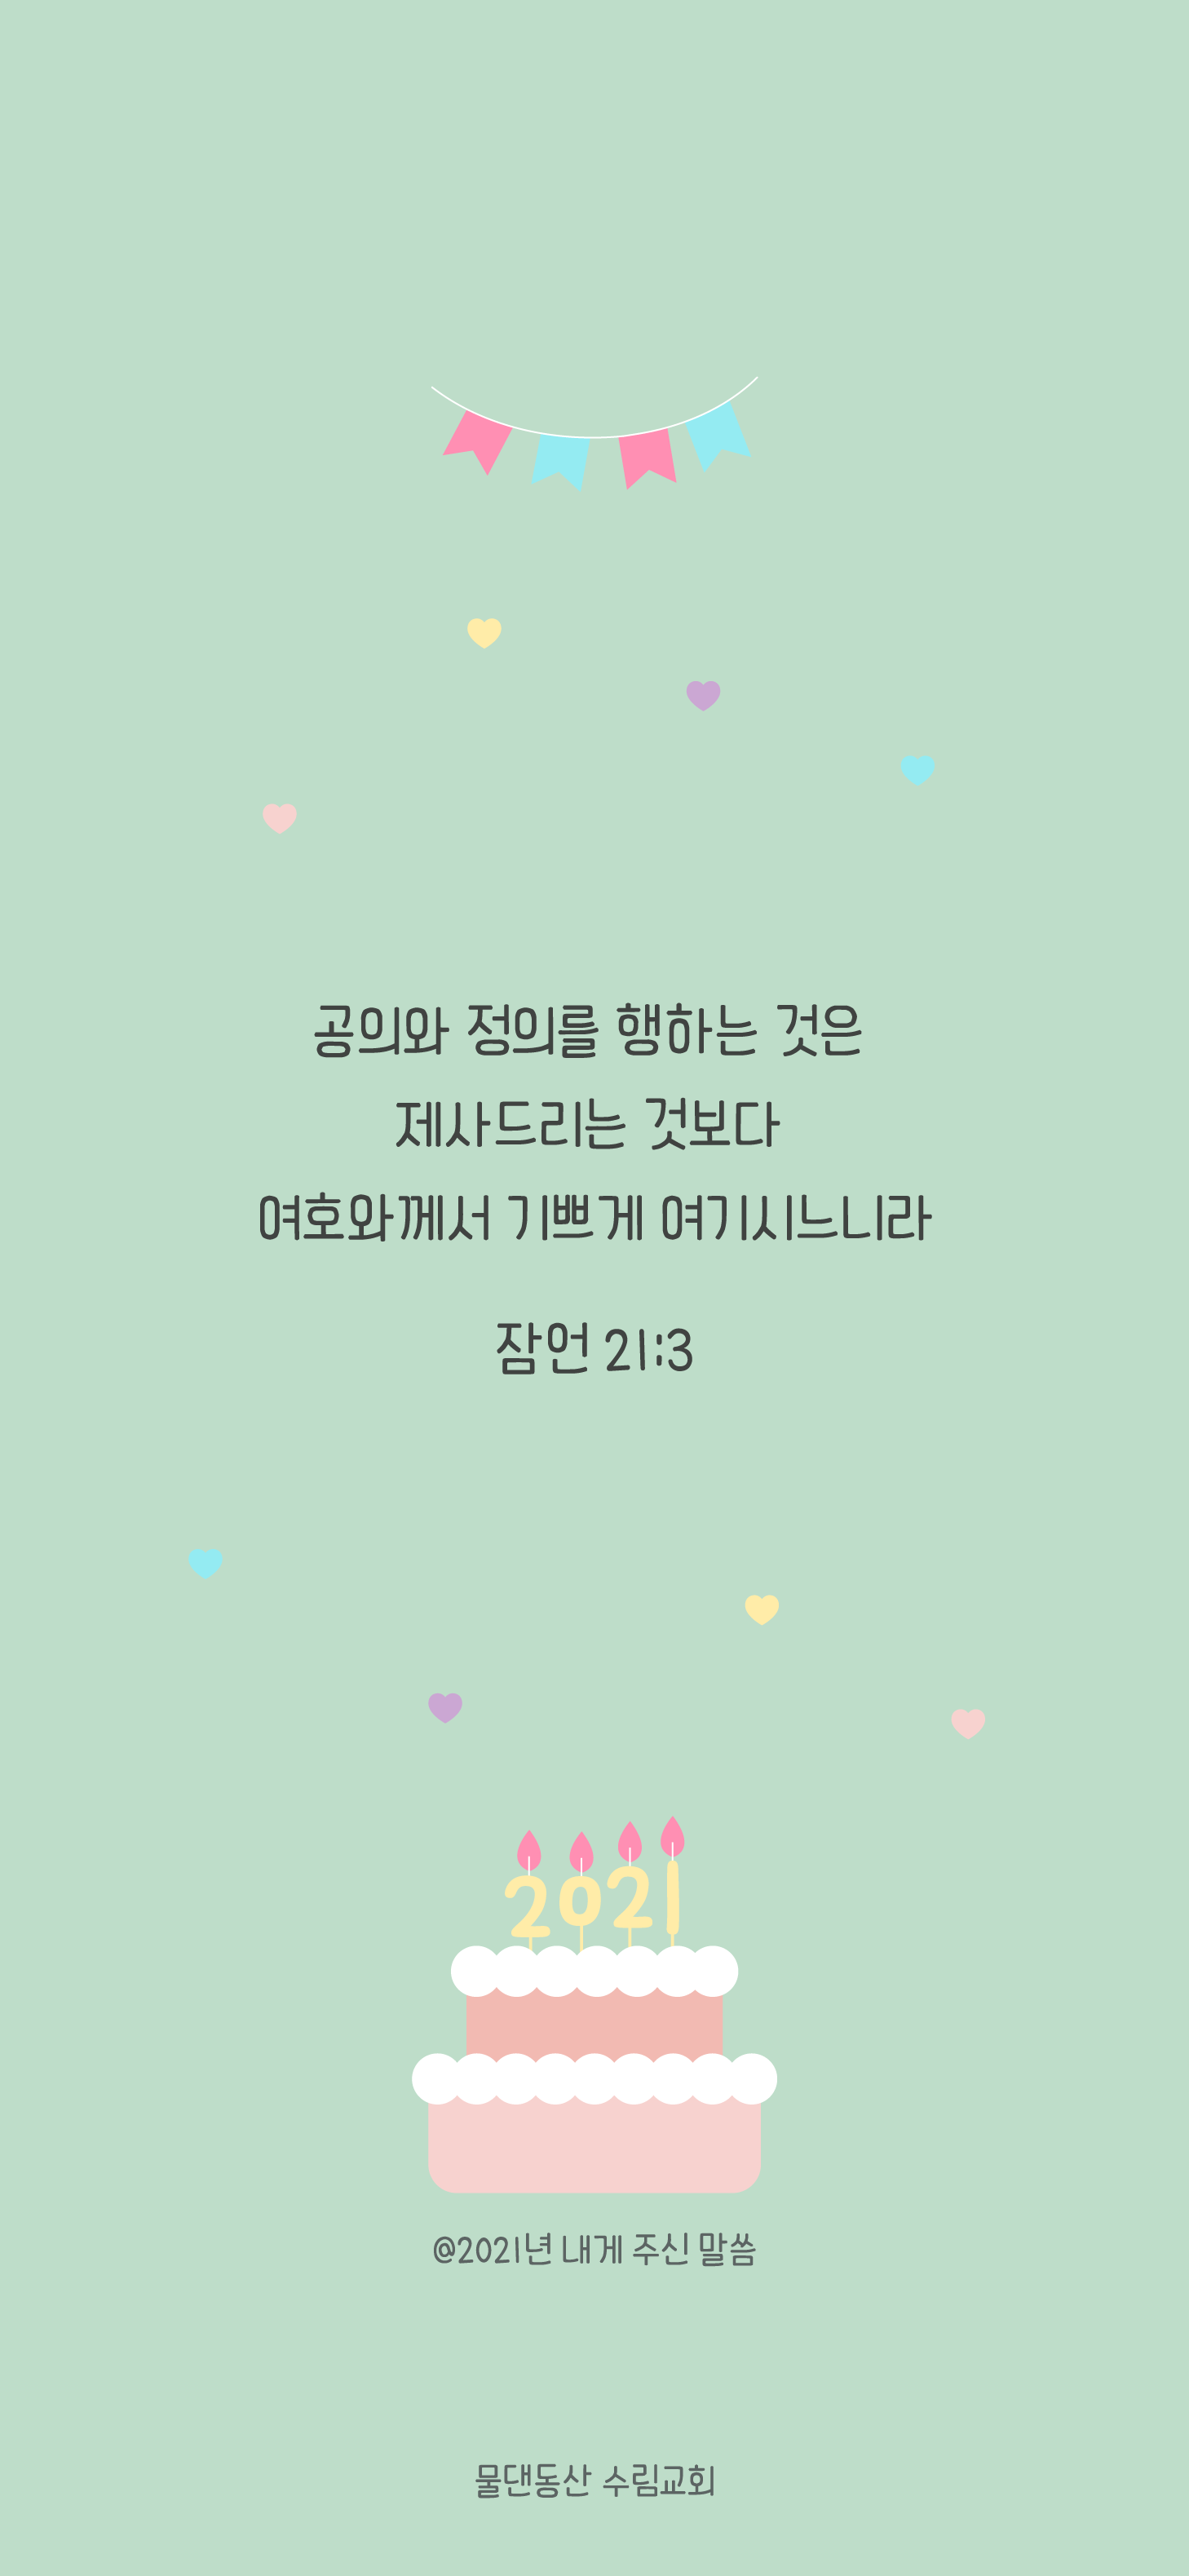 공의와 정의를 행하는 것은
제사드리는 것보다
여호와께서 기쁘게 여기시느니라
잠언 21:3
2021
@2021년 내게 주신 말씀
물댄동산 수림교회